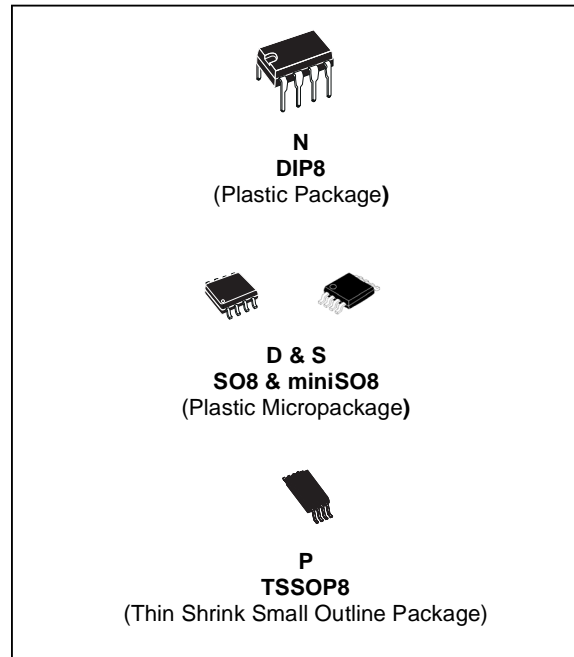 N
DIP8
(Plastic Package)
D & S
SO8 & miniSO8
(Plastic Micropackage)
P
TSSOP8
(Thin Shrink Small Outline Package)